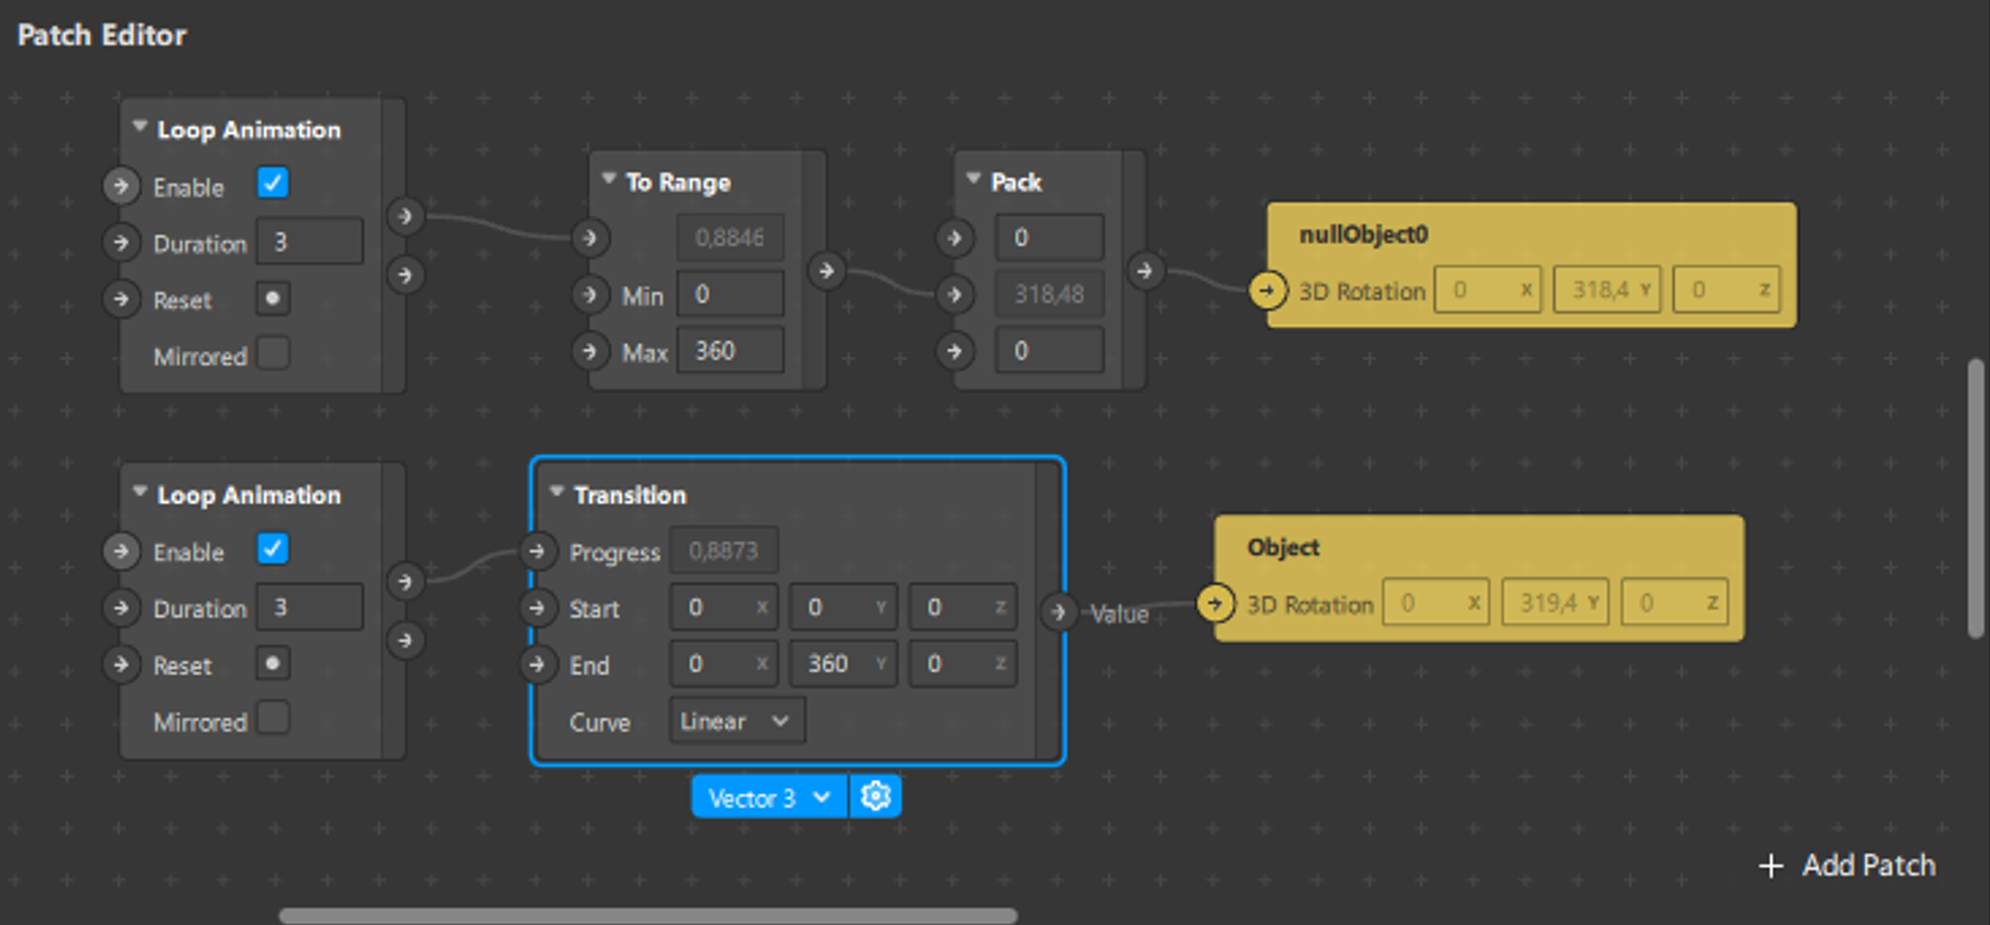 Patch Editor
Loop Animation
Enable
Duration 3
Reset
Mirrored
To Range
0,8846
Min 0
Max 360
Pack
0
318,48
0
nullObject0
3D Rotation 0 X 318,4 Y 0 Z
Loop Animation
Enable
Duration 3
Reset
Mirrored
Transition
Progress 0,8873
Start 0 X 0 Y 0 Z
End 0 X 360 Y 0 Z
Curve Linear
Value
Object
3D Rotation 0 X 319,4 Y 0 Z
Vector 3
+ Add Patch